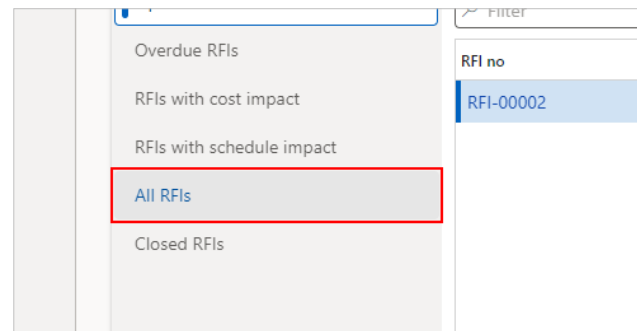 Filter
Overdue RFIs
RFI no
RFIs with cost impact
RFI-00002
RFIs with schedule impact
All RFIs
Closed RFIs